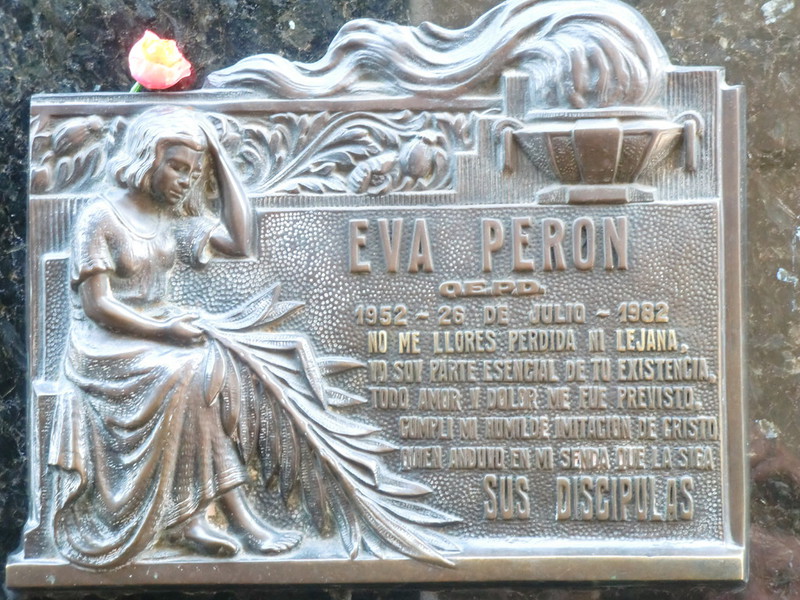 EVA PERON
Q.E.P.D.
1952 - 26 DE JULIO - 1982
NO ME LLORES PERDIDA NI LEJANA,
YO SOY PARTE ESENCIAL DE TU EXISTENCIA,
TODO AMOR Y DOLOR ME FUE PREVISTO,
CUMPLI MI HUMILDE IMITACION DE CRISTO
QUIEN ANDUVO EN MI SENDA QUE LA SIGA
SUS DISCIPULAS